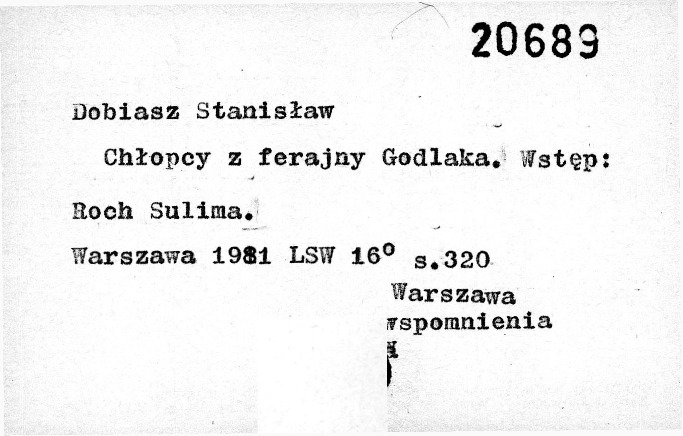 20689
Dobiasz Stanisław
Chłopcy z ferajny Godlaka. Wstęp:
Roch Sulima.
Warszawa 1981 LSW 16° s.320
Warszawa
wspomnienia